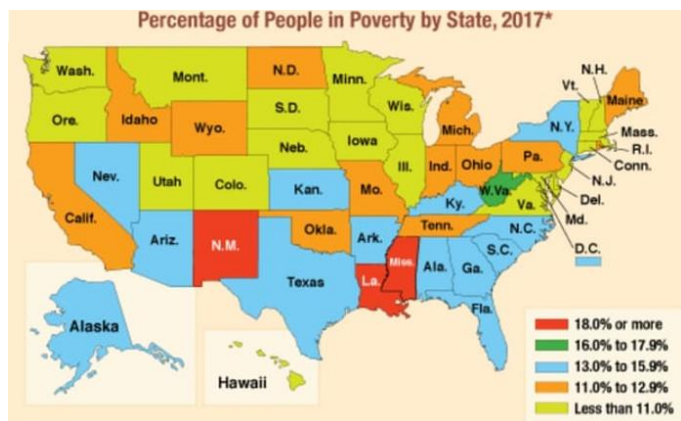 Percentage of People in Poverty by State, 2017*
Wash.
Mont.
N.D.
Minn.
N.H.
Vt.
Maine
Ore.
Idaho
Wyo.
S.D.
Wis.
Mich.
N.Y.
Mass.
R.I.
Conn.
Nev.
Utah
Colo.
Neb.
Iowa
Ill.
Ind.
Ohio
Pa.
N.J.
Del.
Md.
D.C.
Calif.
Ariz.
N.M.
Kan.
Mo.
Ky.
W.Va.
Va.
Okla.
Ark.
Tenn.
N.C.
S.C.
Texas
La.
Miss.
Ala.
Ga.
Fla.
Alaska
Hawaii
18.0% or more
16.0% to 17.9%
13.0% to 15.9%
11.0% to 12.9%
Less than 11.0%